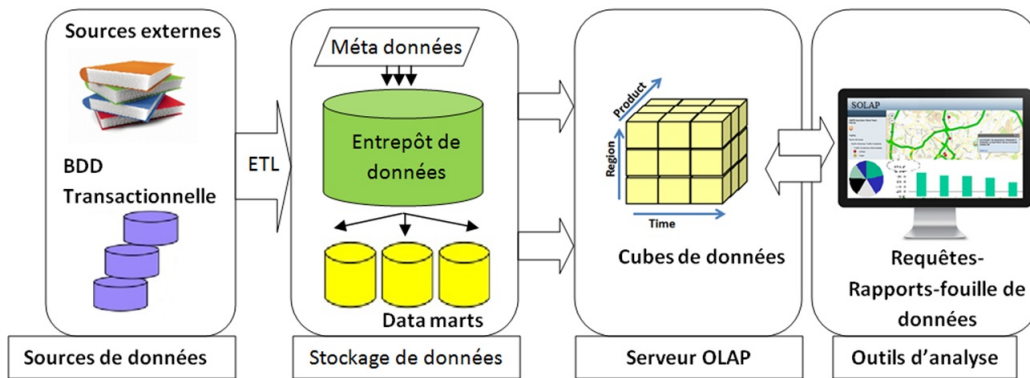 Sources externes
BDD
Transactionnelle
Sources de données
ETL
Méta données
Entrepôt de
données
Data marts
Stockage de données
Product
Region
Time
Cubes de données
Serveur OLAP
SOLAP
Requêtes-
Rapports-fouille de
données
Outils d'analyse